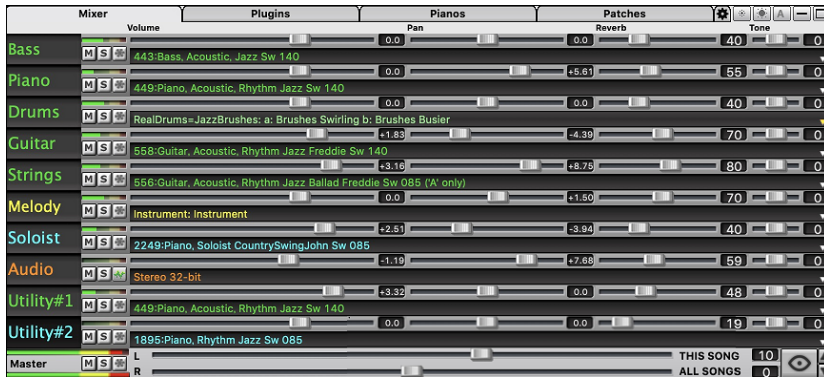 Mixer Plugins Pianos Patches A
Volume Pan Reverb Tone
Bass M S 0.0 0.0 40 0
443:Bass, Acoustic, Jazz Sw 140
Piano M S 0.0 +5.61 55 0
449:Piano, Acoustic, Rhythm Jazz Sw 140
Drums M S 0.0 0.0 40 0
RealDrums=JazzBrushes: a: Brushes Swirling b: Brushes Busier
Guitar M S +1.83 -4.39 70 0
558:Guitar, Acoustic, Rhythm Jazz Freddie Sw 140
Strings M S +3.16 +8.75 80 0
556:Guitar, Acoustic, Rhythm Jazz Ballad Freddie Sw 085 ('A' only)
Melody M S 0.0 +1.50 70 0
Instrument: Instrument
Soloist M S +2.51 -3.94 40 0
2249:Piano, Soloist CountrySwingJohn Sw 085
Audio M S -1.19 +7.68 59 0
Stereo 32-bit
Utility#1 M S +3.32 0.0 48 0
449:Piano, Acoustic, Rhythm Jazz Sw 140
Utility#2 M S 0.0 0.0 19 0
1895:Piano, Rhythm Jazz Sw 085
Master M S L THIS SONG 10
R ALL SONGS 0